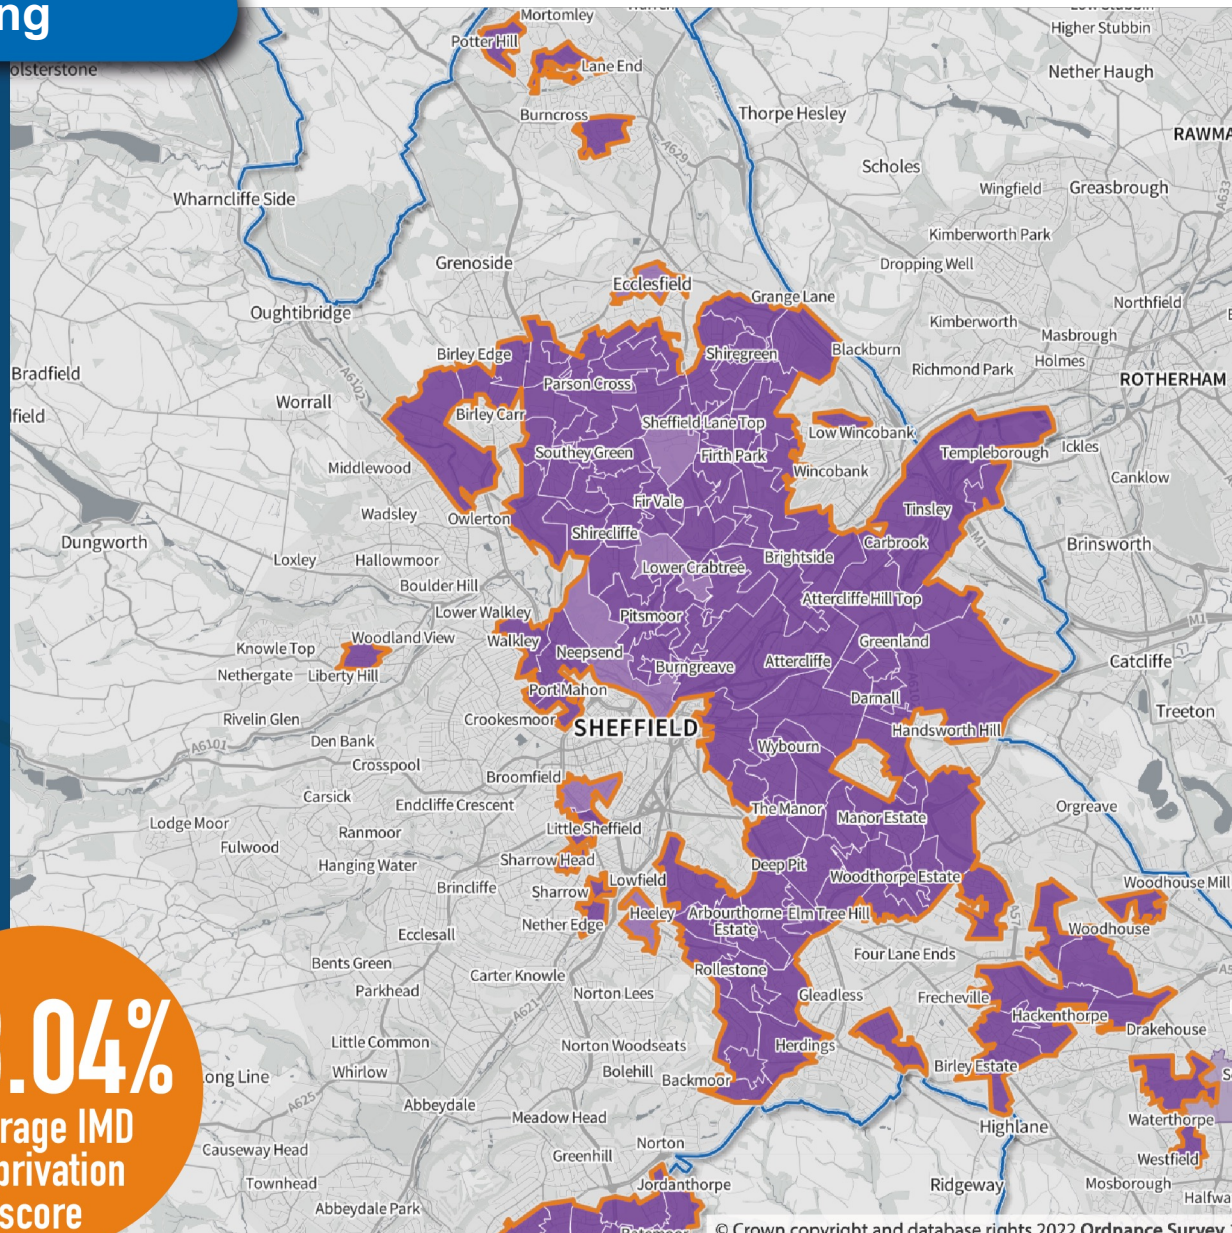 ng
Mortomley
Higher Stubbin
Potter Hill
olsterstone
Lane End
Nether Haugh
Burncross
Thorpe Hesley
RAWMA
A629
Scholes
Wingfield
Greasbrough
A633
Wharncliffe Side
Kimberworth Park
Grenoside
Dropping Well
Ecclesfield
Grange Lane
Northfield
Oughtibridge
Kimberworth
Masbrough
Birley Edge
Shiregreen
Blackburn
Holmes
Bradfield
A6102
Richmond Park
ROTHERHAM
Parson Cross
Worrall
Birley Carr
lfield
Sheffield Lane Top
Low Wincobank
Ickles
Southey Green
Firth Park
Templeborough
Middlewood
Wincobank
Canklow
Fir Vale
Wadsley
Owlerton
Tinsley
Shirecliffe
Dungworth
Carbrook
M1
Brinsworth
Loxley
Hallowmoor
Lower Crabtree
Brightside
Boulder Hill
Attercliffe Hill Top
Lower Walkley
Pitsmoor
M1
Woodland View
Walkley
Greenland
Knowle Top
Neepsend
Burngreave
Attercliffe
Catcliffe
Nethergate
Liberty Hill
Port Mahon
Darnall
Treeton
Rivelin Glen
Crookesmoor
SHEFFIELD
Handsworth Hill
A6101
Den Bank
Wybourn
Crosspool
Broomfield
Carsick
Endcliffe Crescent
The Manor
Manor Estate
Orgreave
Lodge Moor
Ranmoor
Little Sheffield
Fulwood
Hanging Water
Sharrow Head
Deep Pit
Brincliffe
Sharrow
Lowfield
Woodthorpe Estate
Woodhouse Mill
Nether Edge
Heeley
Arbourthorne
Estate
Elm Tree Hill
A57
Woodhouse
Ecclesall
Bents Green
Carter Knowle
Rollestone
Four Lane Ends
Parkhead
Norton Lees
Gleadless
Frecheville
A621
Hackenthorpe
Drakehouse
.04%
Little Common
Norton Woodseats
Herdings
Whirlow
Bolehill
Backmoor
Birley Estate
ong Line
A625
Abbeydale
Meadow Head
Highlane
Waterthorpe
rage IMD
Causeway Head
Greenhill
Norton
Westfield
privation
Townhead
Jordanthorpe
Ridgeway
Mosborough
Halfwa
score
Abbeydale Park
© Crown copyright and database rights 2022 Ordnance Survey